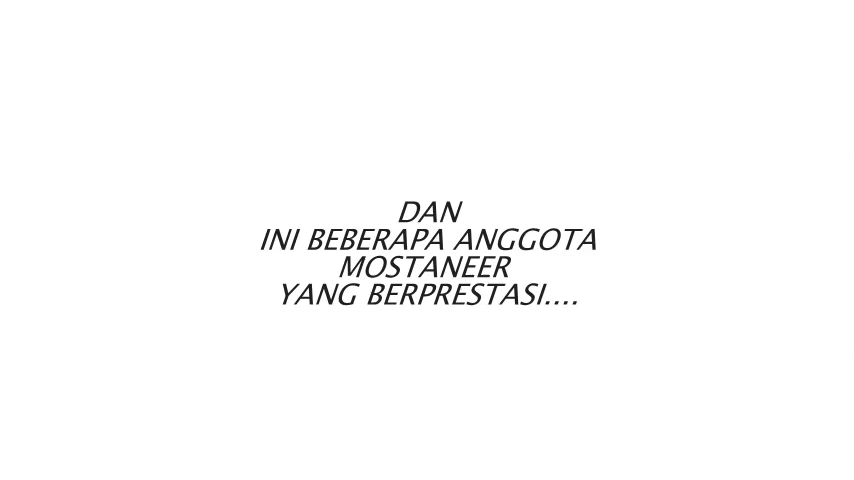 DAN
INI BEBERAPA ANGGOTA
MOSTANEER
YANG BERPRESTASI....